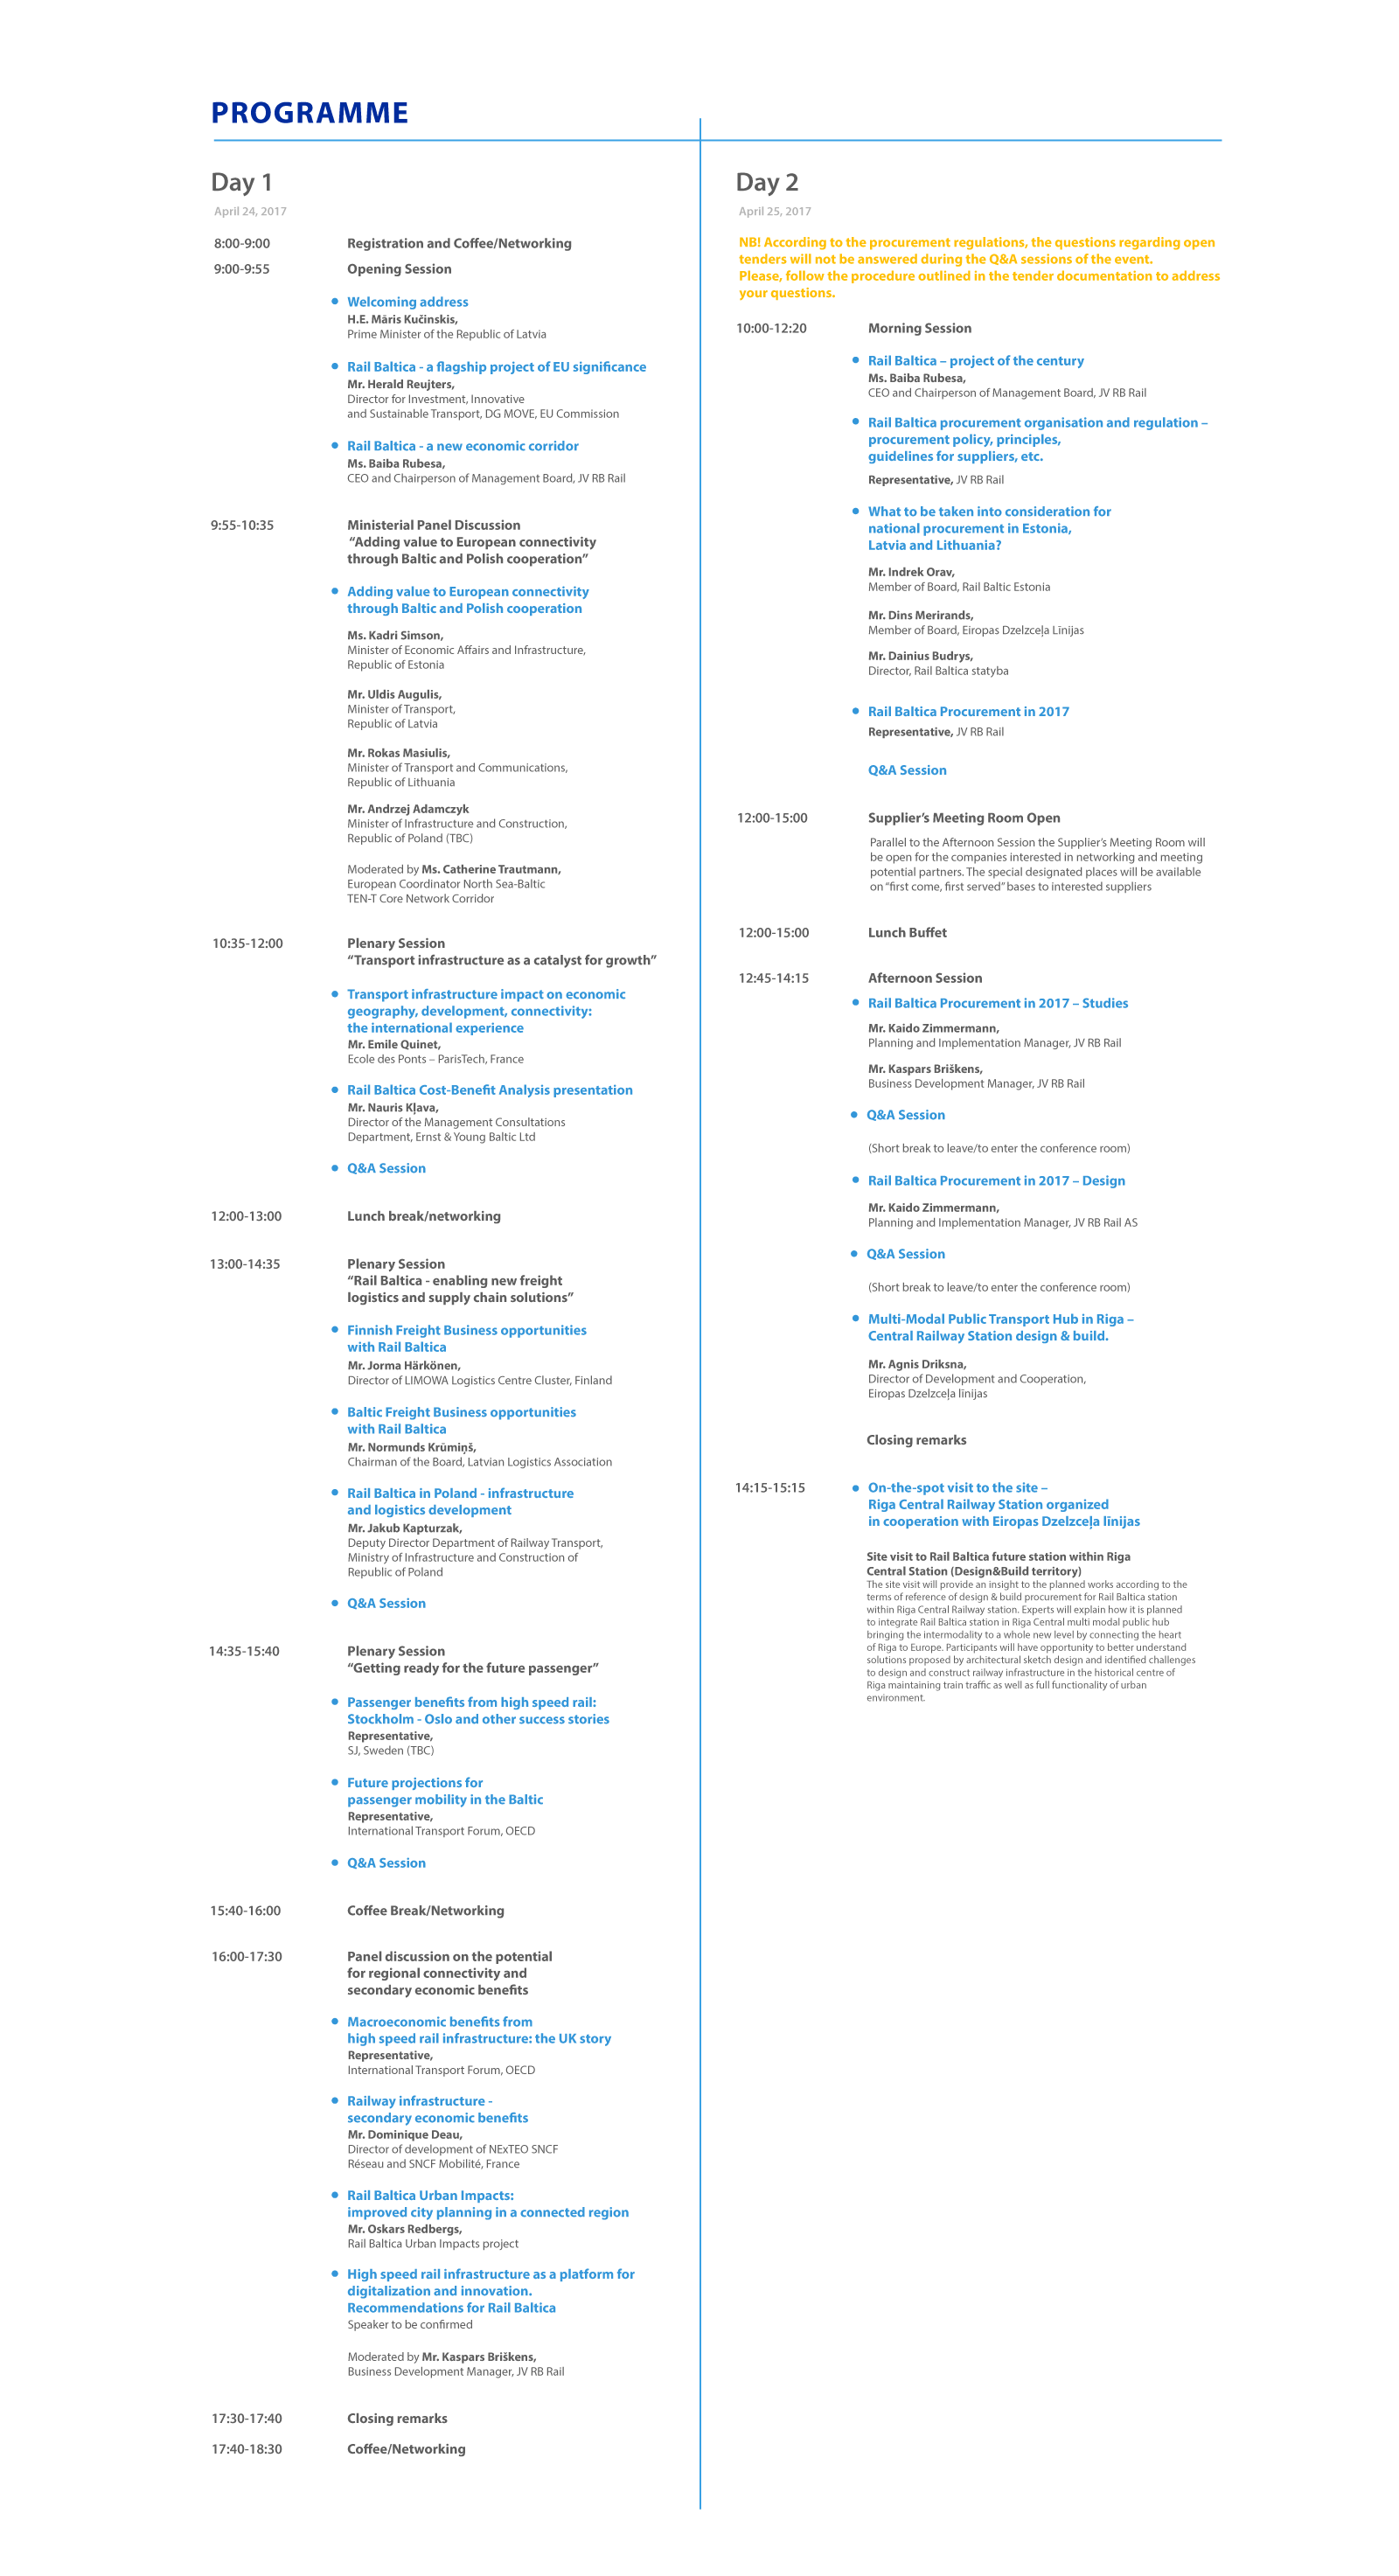 PROGRAMME
Day 1
April 24, 2017
8:00-9:00 Registration and Coffee/Networking
9:00-9:55 Opening Session
• Welcoming address
H.E. Māris Kučinskis,
Prime Minister of the Republic of Latvia
• Rail Baltica - a flagship project of EU significance
Mr. Herald Reujters,
Director for Investment, Innovative
and Sustainable Transport, DG MOVE, EU Commission
• Rail Baltica - a new economic corridor
Ms. Baiba Rubesa,
CEO and Chairperson of Management Board, JV RB Rail
9:55-10:35 Ministerial Panel Discussion
“Adding value to European connectivity
through Baltic and Polish cooperation”
• Adding value to European connectivity
through Baltic and Polish cooperation
Ms. Kadri Simson,
Minister of Economic Affairs and Infrastructure,
Republic of Estonia
Mr. Uldis Augulis,
Minister of Transport,
Republic of Latvia
Mr. Rokas Masiulis,
Minister of Transport and Communications,
Republic of Lithuania
Mr. Andrzej Adamczyk
Minister of Infrastructure and Construction,
Republic of Poland (TBC)
Moderated by Ms. Catherine Trautmann,
European Coordinator North Sea-Baltic
TEN-T Core Network Corridor
10:35-12:00 Plenary Session
“Transport infrastructure as a catalyst for growth”
• Transport infrastructure impact on economic
geography, development, connectivity:
the international experience
Mr. Emile Quinet,
Ecole des Ponts – ParisTech, France
• Rail Baltica Cost-Benefit Analysis presentation
Mr. Nauris Kļava,
Director of the Management Consultations
Department, Ernst & Young Baltic Ltd
• Q&A Session
12:00-13:00 Lunch break/networking
13:00-14:35 Plenary Session
“Rail Baltica - enabling new freight
logistics and supply chain solutions”
• Finnish Freight Business opportunities
with Rail Baltica
Mr. Jorma Härkönen,
Director of LIMOWA Logistics Centre Cluster, Finland
• Baltic Freight Business opportunities
with Rail Baltica
Mr. Normunds Krūmiņš,
Chairman of the Board, Latvian Logistics Association
• Rail Baltica in Poland - infrastructure
and logistics development
Mr. Jakub Kapturzak,
Deputy Director Department of Railway Transport,
Ministry of Infrastructure and Construction of
Republic of Poland
• Q&A Session
14:35-15:40 Plenary Session
“Getting ready for the future passenger”
• Passenger benefits from high speed rail:
Stockholm - Oslo and other success stories
Representative,
SJ, Sweden (TBC)
• Future projections for
passenger mobility in the Baltic
Representative,
International Transport Forum, OECD
• Q&A Session
15:40-16:00 Coffee Break/Networking
16:00-17:30 Panel discussion on the potential
for regional connectivity and
secondary economic benefits
• Macroeconomic benefits from
high speed rail infrastructure: the UK story
Representative,
International Transport Forum, OECD
• Railway infrastructure -
secondary economic benefits
Mr. Dominique Deau,
Director of development of NExTEO SNCF
Réseau and SNCF Mobilité, France
• Rail Baltica Urban Impacts:
improved city planning in a connected region
Mr. Oskars Redbergs,
Rail Baltica Urban Impacts project
• High speed rail infrastructure as a platform for
digitalization and innovation.
Recommendations for Rail Baltica
Speaker to be confirmed
Moderated by Mr. Kaspars Briškens,
Business Development Manager, JV RB Rail
17:30-17:40 Closing remarks
17:40-18:30 Coffee/Networking
Day 2
April 25, 2017
NB! According to the procurement regulations, the questions regarding open
tenders will not be answered during the Q&A sessions of the event.
Please, follow the procedure outlined in the tender documentation to address
your questions.
10:00-12:20 Morning Session
• Rail Baltica – project of the century
Ms. Baiba Rubesa,
CEO and Chairperson of Management Board, JV RB Rail
• Rail Baltica procurement organisation and regulation –
procurement policy, principles,
guidelines for suppliers, etc.
Representative, JV RB Rail
• What to be taken into consideration for
national procurement in Estonia,
Latvia and Lithuania?
Mr. Indrek Orav,
Member of Board, Rail Baltic Estonia
Mr. Dins Merirands,
Member of Board, Eiropas Dzelzceļa Līnijas
Mr. Dainius Budrys,
Director, Rail Baltica statyba
• Rail Baltica Procurement in 2017
Representative, JV RB Rail
Q&A Session
12:00-15:00 Supplier’s Meeting Room Open
Parallel to the Afternoon Session the Supplier’s Meeting Room will
be open for the companies interested in networking and meeting
potential partners. The special designated places will be available
on “first come, first served” bases to interested suppliers
12:00-15:00 Lunch Buffet
12:45-14:15 Afternoon Session
• Rail Baltica Procurement in 2017 – Studies
Mr. Kaido Zimmermann,
Planning and Implementation Manager, JV RB Rail
Mr. Kaspars Briškens,
Business Development Manager, JV RB Rail
• Q&A Session
(Short break to leave/to enter the conference room)
• Rail Baltica Procurement in 2017 – Design
Mr. Kaido Zimmermann,
Planning and Implementation Manager, JV RB Rail AS
• Q&A Session
(Short break to leave/to enter the conference room)
• Multi-Modal Public Transport Hub in Riga –
Central Railway Station design & build.
Mr. Agnis Driksna,
Director of Development and Cooperation,
Eiropas Dzelzceļa līnijas
Closing remarks
14:15-15:15 • On-the-spot visit to the site –
Riga Central Railway Station organized
in cooperation with Eiropas Dzelzceļa līnijas
Site visit to Rail Baltica future station within Riga
Central Station (Design&Build territory)
The site visit will provide an insight to the planned works according to the
terms of reference of design & build procurement for Rail Baltica station
within Riga Central Railway station. Experts will explain how it is planned
to integrate Rail Baltica station in Riga Central multi modal public hub
bringing the intermodality to a whole new level by connecting the heart
of Riga to Europe. Participants will have opportunity to better understand
solutions proposed by architectural sketch design and identified challenges
to design and construct railway infrastructure in the historical centre of
Riga maintaining train traffic as well as full functionality of urban
environment.